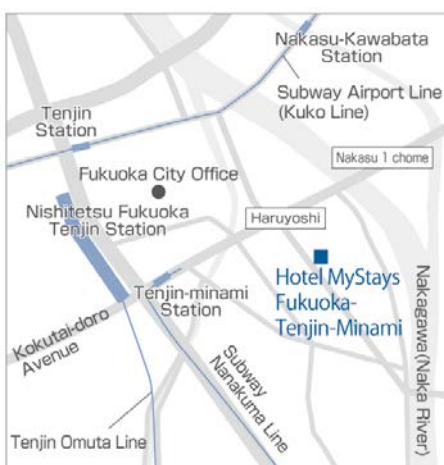 Nakasu-Kawabata
Station
Subway Airport Line
(Kuko Line)
Tenjin
Station
Nakasu 1 chome
Fukuoka City Office
Nishitetsu Fukuoka
Tenjin Station
Haruyoshi
Hotel MyStays
Fukuoka-
Tenjin-Minami
Tenjin-minami
Station
Kokutai-doro
Avenue
Subway
Nanakuma Line
Nakagawa(Naka River)
Tenjin Omuta Line